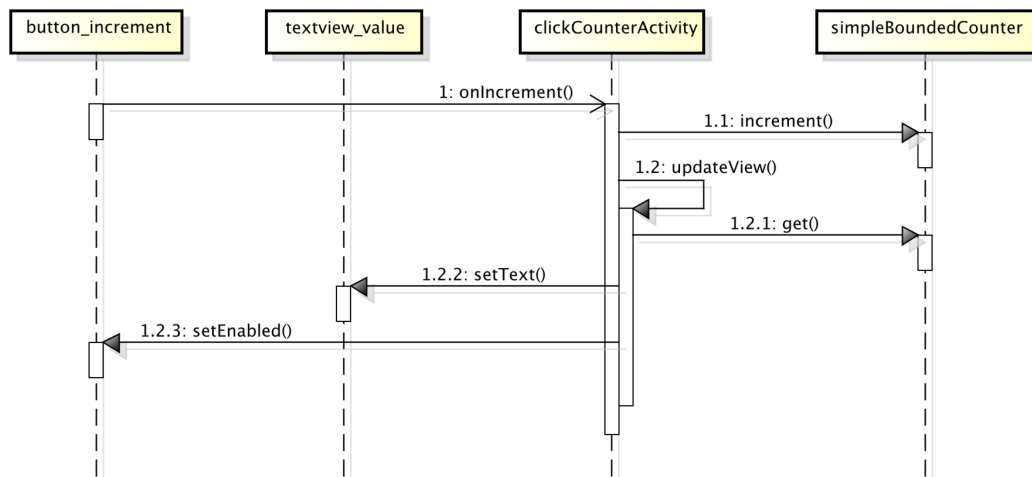 button_increment
textview_value
clickCounterActivity
simpleBoundedCounter
1: onIncrement()
1.1: increment()
1.2: updateView()
1.2.1: get()
1.2.2: setText()
1.2.3: setEnabled()